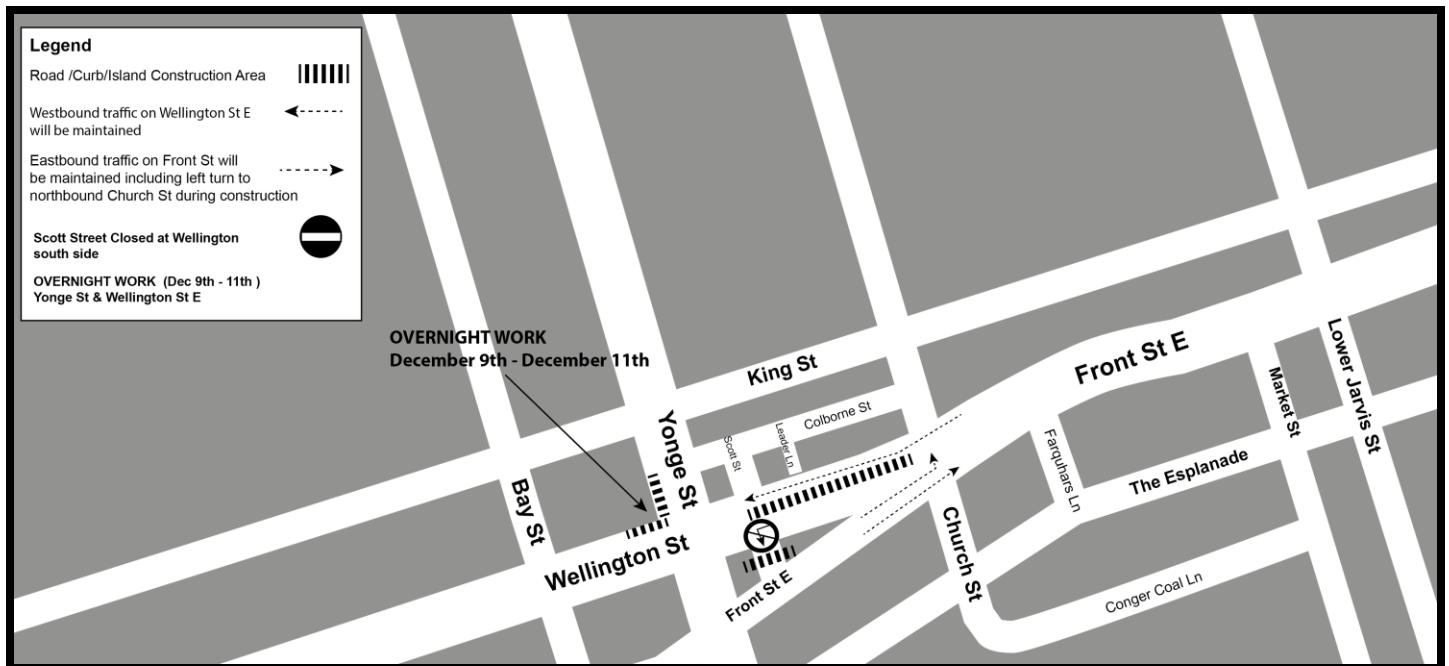 Legend
Road /Curb/Island Construction Area
Westbound traffic on Wellington St E
will be maintained
Eastbound traffic on Front St will
be maintained including left turn to
northbound Church St during construction
Scott Street Closed at Wellington
south side
OVERNIGHT WORK (Dec 9th - 11th )
Yonge St & Wellington St E
OVERNIGHT WORK
December 9th - December 11th
King St
Front St E
Lower Jarvis St
Market St
Colborne St
Leader Ln
Scott St
Yonge St
Bay St
Wellington St
Front St E
Church St
Farquhars Ln
The Esplanade
Conger Coal Ln